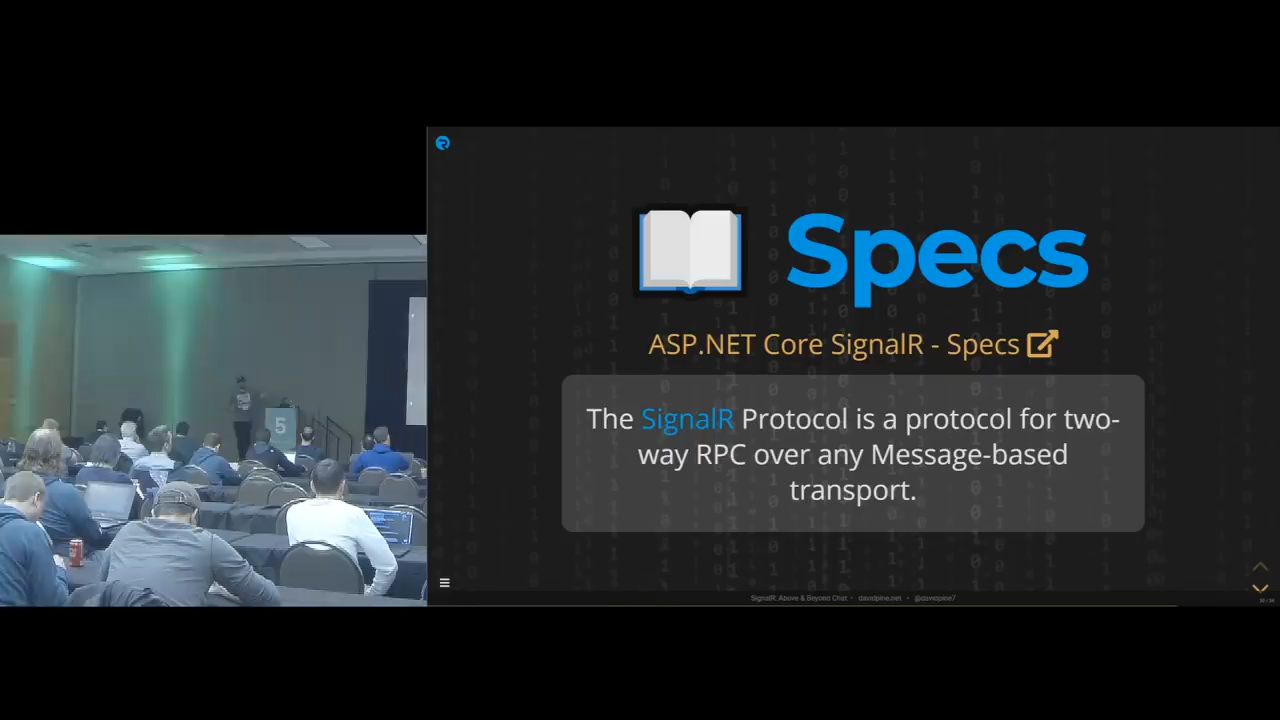 Specs
ASP.NET Core SignalR - Specs
The SignalR Protocol is a protocol for two-
way RPC over any Message-based
transport.
5
SignalR: Above & Beyond Chat • davidpine.net • @davidpine7